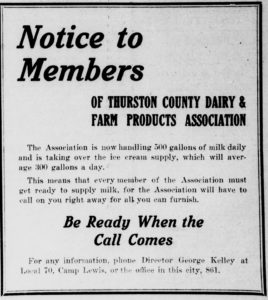 Notice to
Members
OF THURSTON COUNTY DAIRY &
FARM PRODUCTS ASSOCIATION
The Association is now handling 500 gallons of milk daily
and is taking over the ice cream supply, which will aver-
age 300 gallons a day.
This means that every member of the Association must
get ready to supply milk, for the Association will have to
call on you right away for all you can furnish.
Be Ready When the
Call Comes
For any information, phone Director George Kelley at
Local 70, Camp Lewis, or the office in this city, 861.